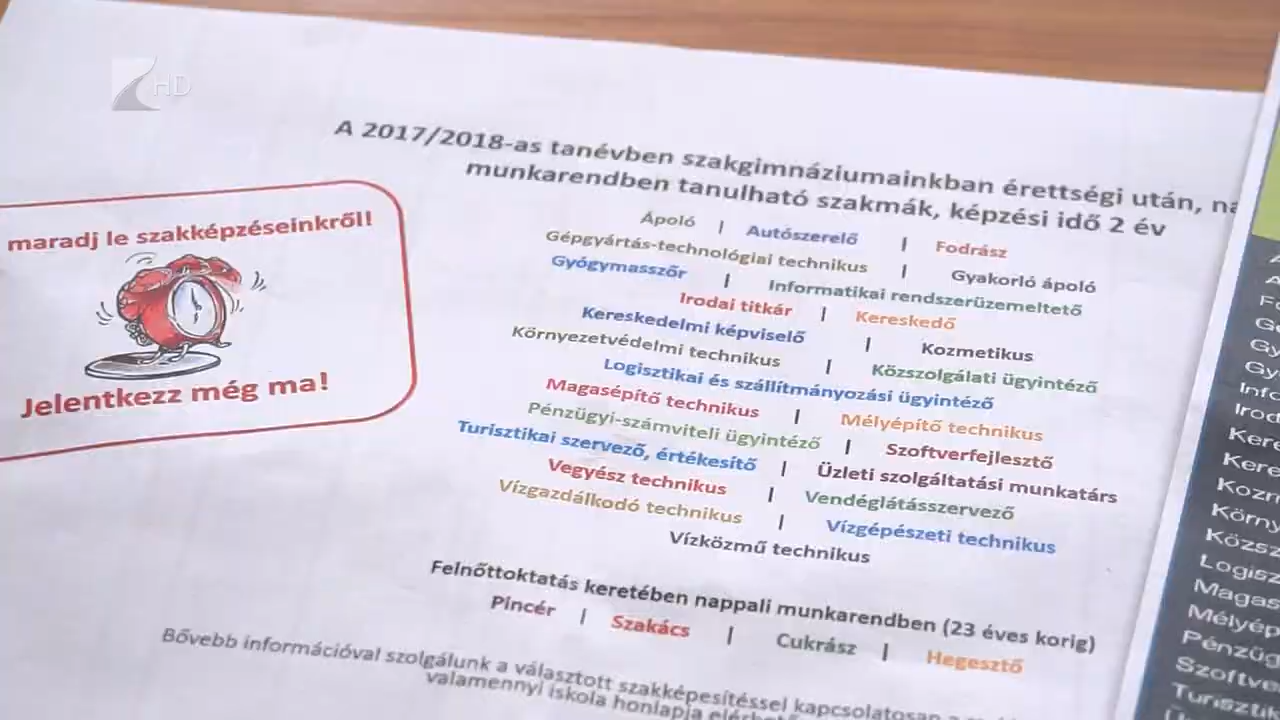 HD
A 2017/2018-as tanévben szakgimnáziumainkban érettségi után,
munkarendben tanulható szakmák, képzési idő 2 év
maradj le szakképzéseinkről!
Jelentkezz még ma!
Ápoló | Autószerelő | Fodrász
Gépgyártás-technológiai technikus | Gyakorló ápoló
Gyógymasszőr | Informatikai rendszerüzemeltető
Irodai titkár | Kereskedő
Kereskedelmi képviselő | Kozmetikus
Környezetvédelmi technikus | Közszolgálati ügyintéző
Logisztikai és szállítmányozási ügyintéző
Magasépítő technikus | Mélyépítő technikus
Pénzügyi-számviteli ügyintéző | Szoftverfejlesztő
Turisztikai szervező, értékesítő | Üzleti szolgáltatási munkatárs
Vegyész technikus | Vendéglátásszervező
Vízgazdálkodó technikus | Vízgépészeti technikus
Vízközmű technikus
Felnőttoktatás keretében nappali munkarendben (23 éves korig)
Pincér | Szakács | Cukrász | Hegesztő
Bővebb információval szolgálunk a választott szakképesítéssel kapcsolatosan a
valamennyi iskola honlapja